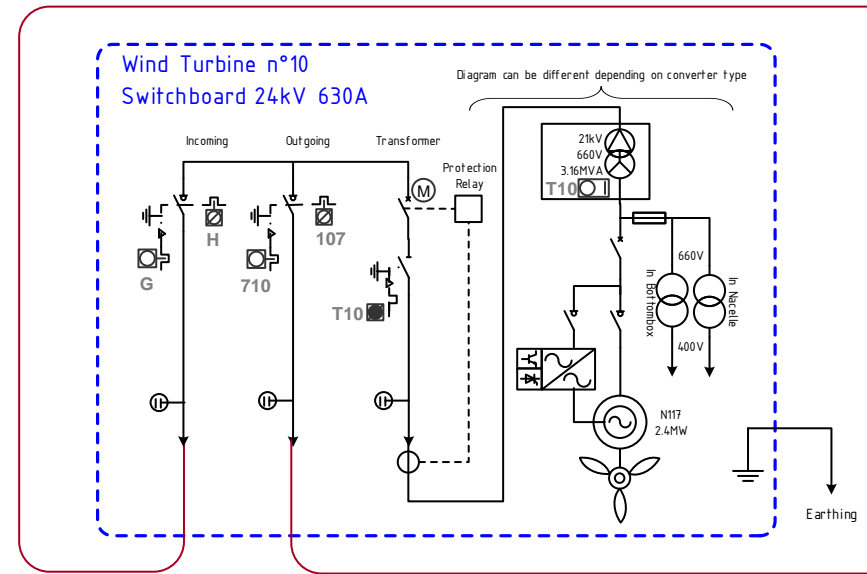 Wind Turbine n°10
Switchboard 24kV 630A
Diagram can be different depending on converter type
Incoming
Outgoing
Transformer
Protection
Relay
M
21kV
660V
3.16MVA
T10
H
107
G
710
T10
660V
In Bottombox
In Nacelle
400V
N117
2.4MW
Earthing